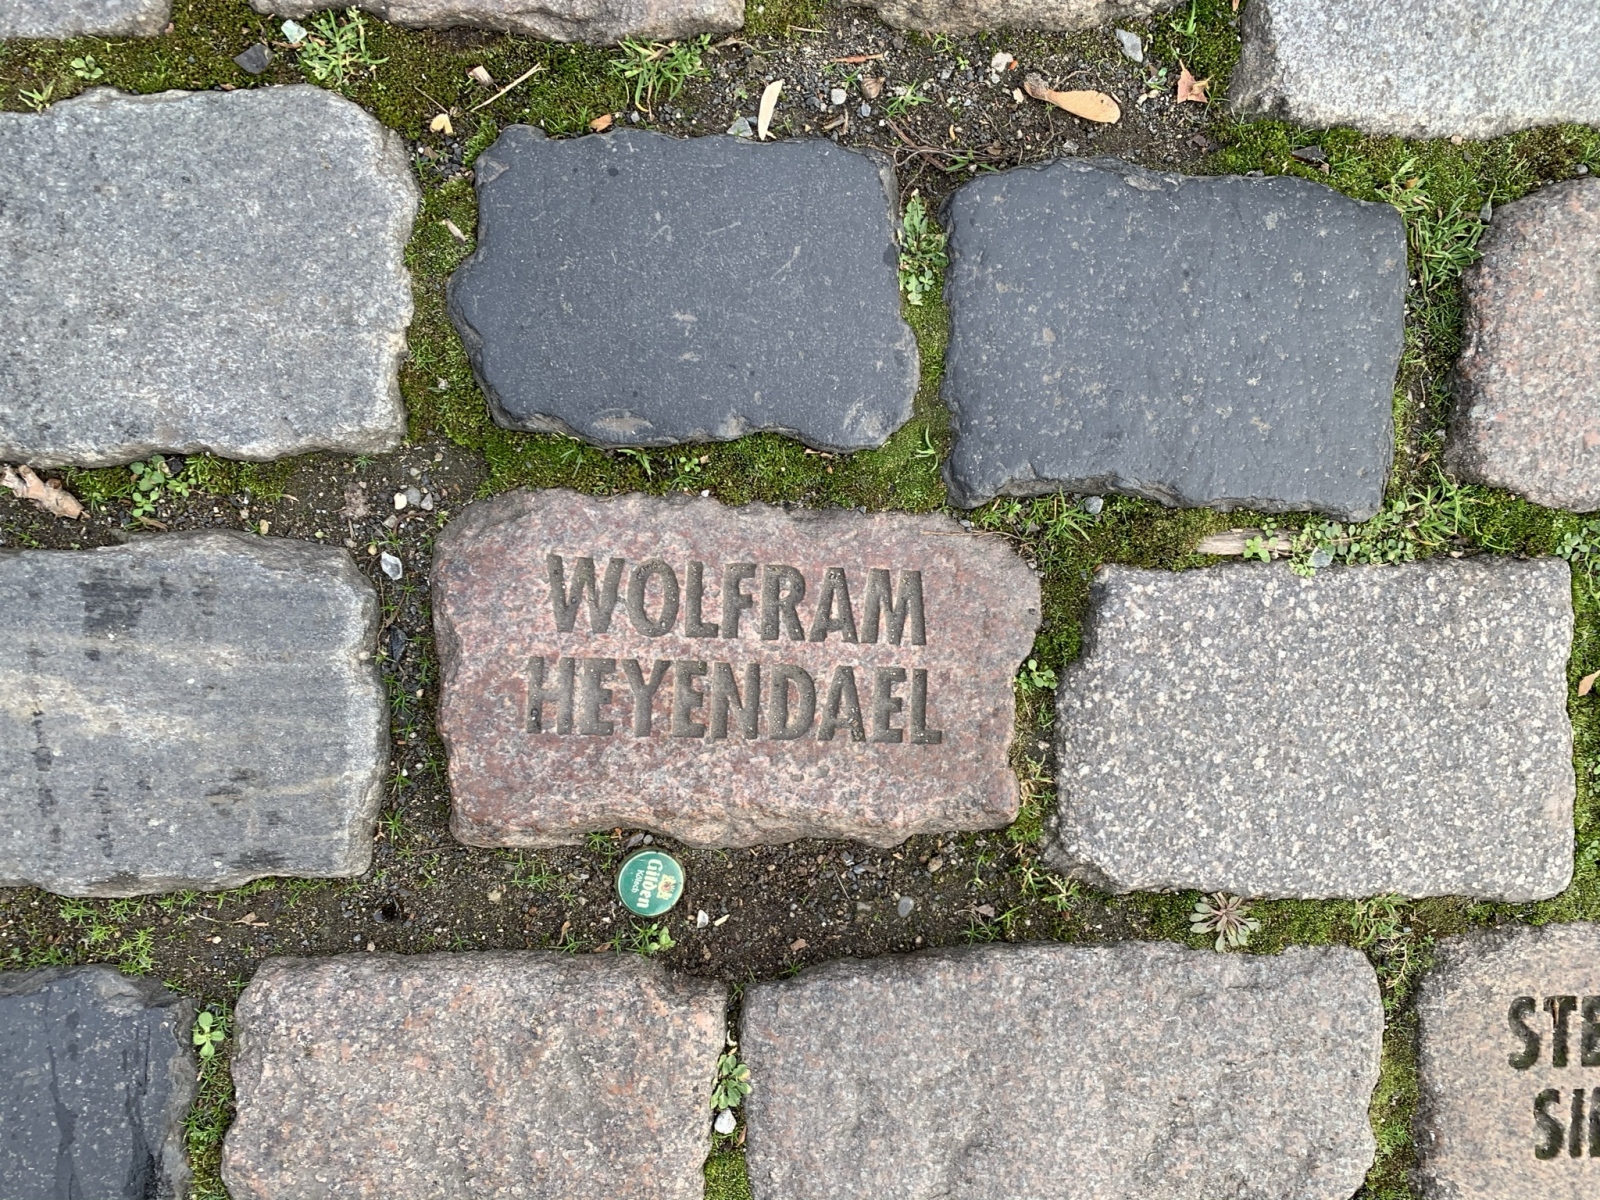 WOLFRAM
HEYENDAEL
Gilden
Kölsch